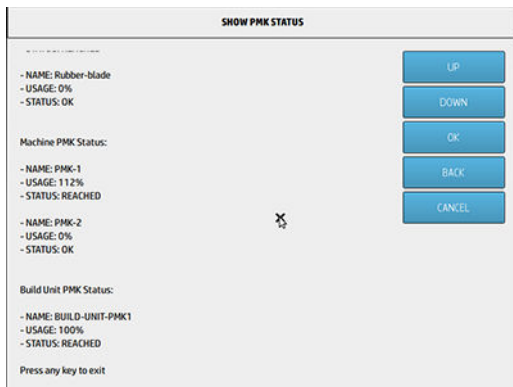 SHOW PMK STATUS
- NAME: Rubber-blade
- USAGE: 0%
- STATUS: OK
Machine PMK Status:
- NAME: PMK-1
- USAGE: 112%
- STATUS: REACHED
- NAME: PMK-2
- USAGE: 0%
- STATUS: OK
Build Unit PMK Status:
- NAME: BUILD-UNIT-PMK1
- USAGE: 100%
- STATUS: REACHED
Press any key to exit
UP
DOWN
OK
BACK
CANCEL